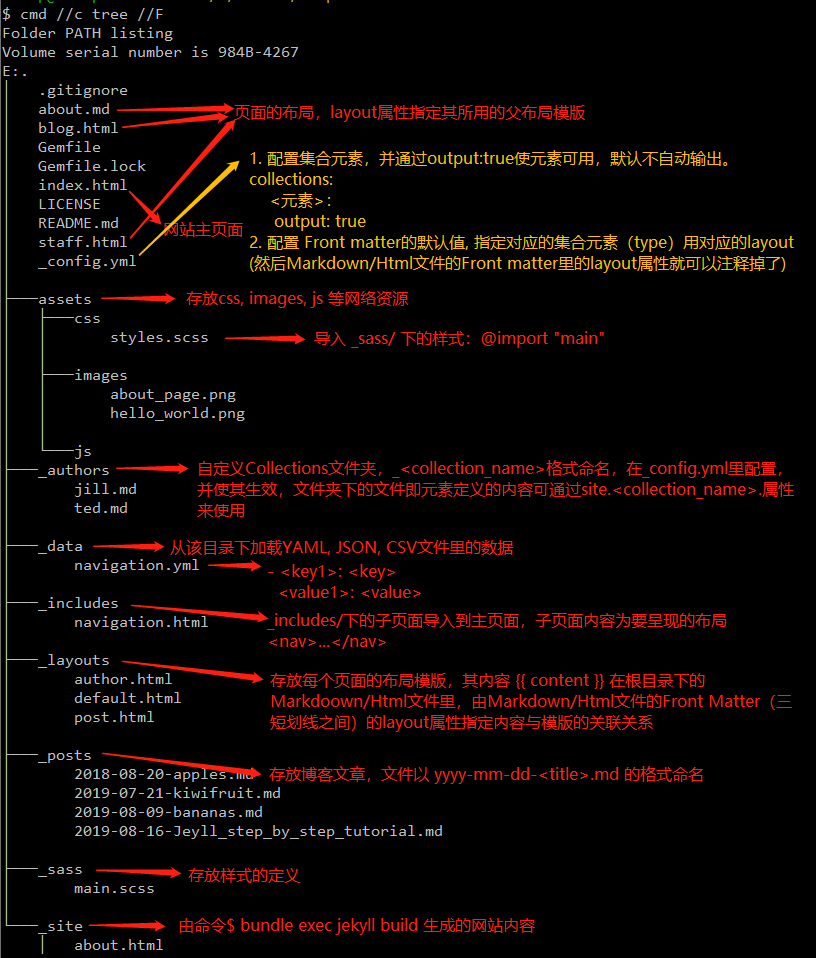 $ cmd //c tree //F
Folder PATH listing
Volume serial number is 984B-4267
E:.
.gitignore
about.md
页面的布局，layout属性指定其所用的父布局模版
blog.html
Gemfile
Gemfile.lock
1. 配置集合元素，并通过output:true使元素可用，默认不自动输出。
collections:
<元素>:
output: true
2. 配置 Front matter的默认值, 指定对应的集合元素（type）用对应的layout
(然后Markdown/Html文件的Front matter里的layout属性就可以注释掉了)
index.html
LICENSE
README.md
网站主页面
staff.html
_config.yml
assets
存放css, images, js 等网络资源
css
styles.scss
导入 _sass/ 下的样式：@import "main"
images
about_page.png
hello_world.png
js
_authors
自定义Collections文件夹，_<collection_name>格式命名，在_config.yml里配置，
并使其生效，文件夹下的文件即元素定义的内容可通过site.<collection_name>.属性
来使用
jill.md
ted.md
_data
从该目录下加载YAML, JSON, CSV文件里的数据
navigation.yml
- <key1>: <key>
<value1>: <value>
_includes
navigation.html
_includes/下的子页面导入到主页面，子页面内容为要呈现的布局
<nav>...</nav>
_layouts
author.html
default.html
post.html
存放每个页面的布局模版，其内容 {{ content }} 在根目录下的
Markdoown/Html文件里，由Markdown/Html文件的Front Matter（三
短划线之间）的layout属性指定内容与模版的关联关系
_posts
2018-08-20-apples.md
存放博客文章，文件以 yyyy-mm-dd-<title>.md 的格式命名
2019-07-21-kiwifruit.md
2019-08-09-bananas.md
2019-08-16-Jeyll_step_by_step_tutorial.md
_sass
存放样式的定义
main.scss
_site
由命令$ bundle exec jekyll build 生成的网站内容
about.html